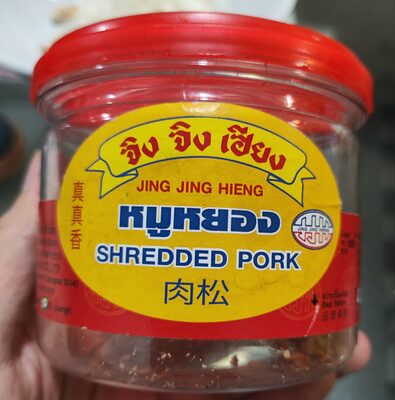 จิง จิง เฮียง
JING JING HIENG
真真香
หมูหยอง
SHREDDED PORK
肉松